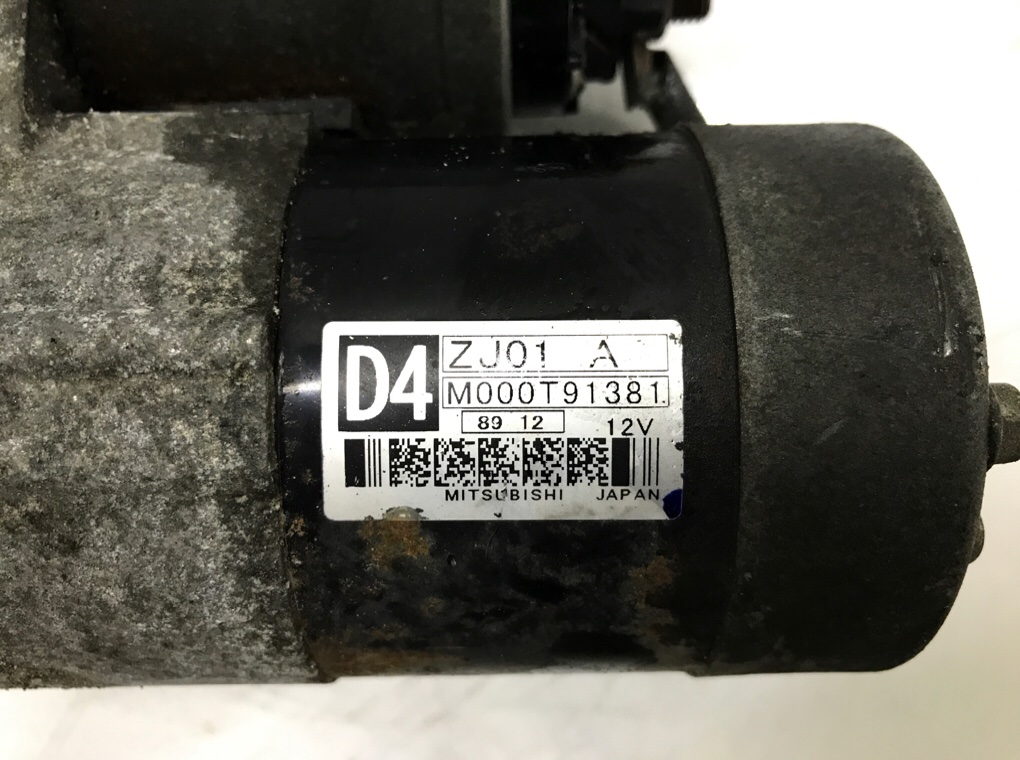 D4
ZJ01 A
M000T91381
89 12 12V
MITSUBISHI JAPAN